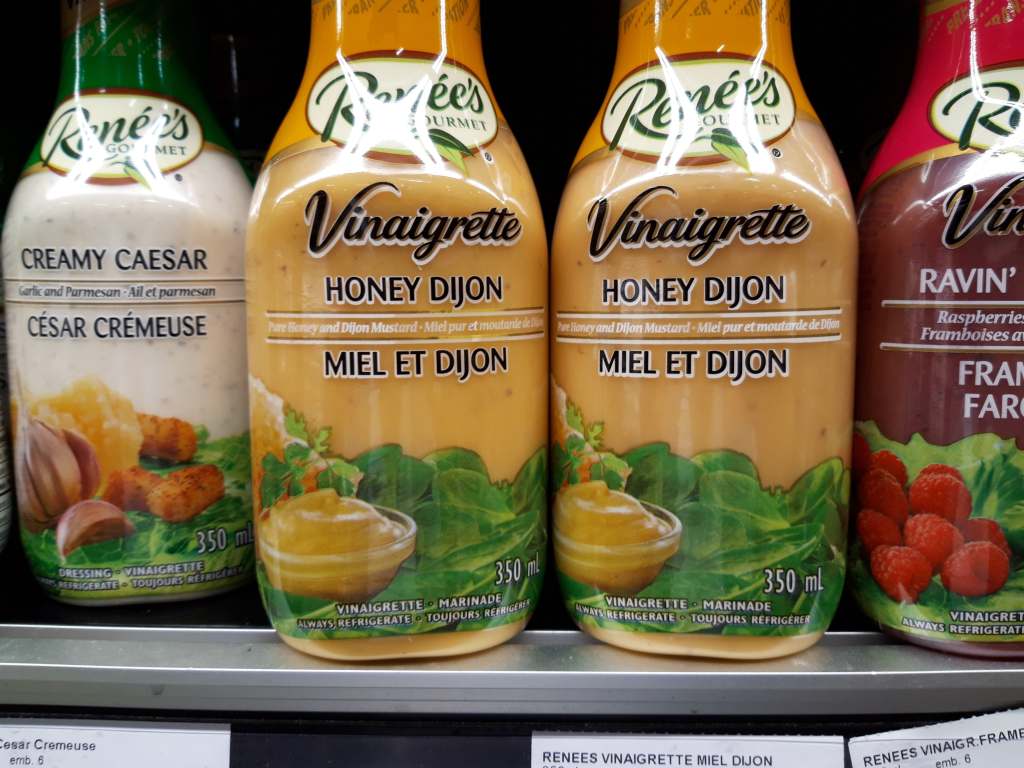 Renée's
GOURMET
CREAMY CAESAR
Garlic and Parmesan · Ail et parmesan
CÉSAR CRÉMEUSE
350 mL
DRESSING · VINAIGRETTE
ALWAYS REFRIGERATE · TOUJOURS RÉFRIGÉRER
Renée's
GOURMET
Vinaigrette
HONEY DIJON
Pure Honey and Dijon Mustard · Miel pur et moutarde de Dijon
MIEL ET DIJON
350 mL
VINAIGRETTE · MARINADE
ALWAYS REFRIGERATE · TOUJOURS RÉFRIGÉRER
Renée's
GOURMET
Vinaigrette
HONEY DIJON
Pure Honey and Dijon Mustard · Miel pur et moutarde de Dijon
MIEL ET DIJON
350 mL
VINAIGRETTE · MARINADE
ALWAYS REFRIGERATE · TOUJOURS RÉFRIGÉRER
RAVIN'
Raspberries
Framboises
VINAIGRETTE
ALWAYS REFRIGERATE
Cesar Cremeuse
emb. 6
RENEES VINAIGRETTE MIEL DIJON
RENEES VINAIGR.FRAMB
emb. 6